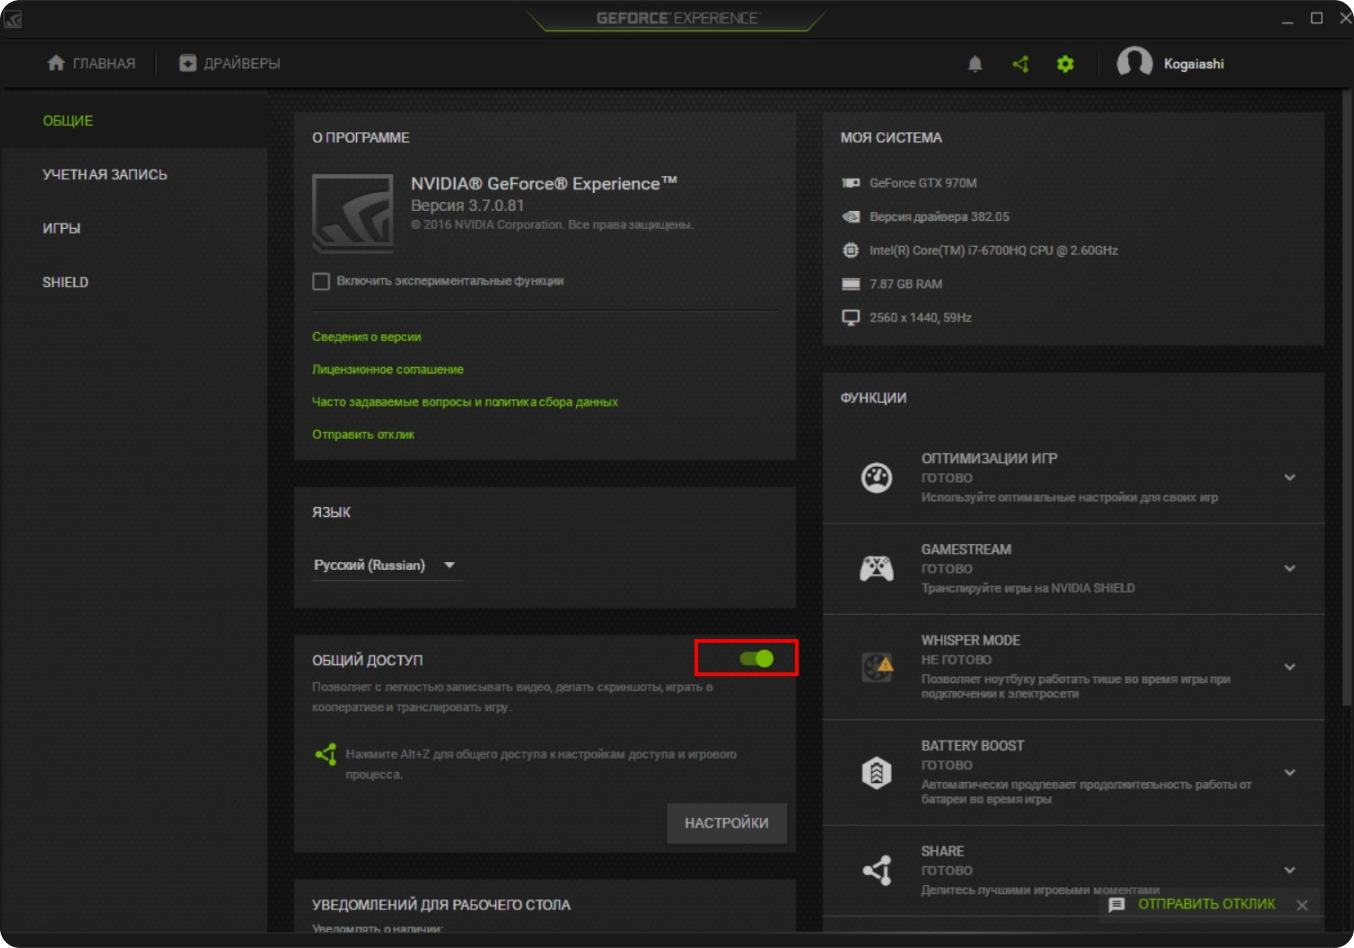 GEFORCE® EXPERIENCE™
ГЛАВНАЯ
ДРАЙВЕРЫ
Kogaiashi
ОБЩИЕ
УЧЕТНАЯ ЗАПИСЬ
ИГРЫ
SHIELD
О ПРОГРАММЕ
NVIDIA® GeForce® Experience™
Версия 3.7.0.81
© 2016 NVIDIA Corporation. Все права защищены.
Включить экспериментальные функции
Сведения о версии
Лицензионное соглашение
Часто задаваемые вопросы и политика сбора данных
Отправить отклик
ЯЗЫК
Русский (Russian)
ОБЩИЙ ДОСТУП
Позволяет с легкостью записывать видео, делать скриншоты, играть в
кооперативе и транслировать игру.
Нажмите Alt+Z для общего доступа к настройкам доступа и игрового
процесса.
НАСТРОЙКИ
УВЕДОМЛЕНИЙ ДЛЯ РАБОЧЕГО СТОЛА
Уведомлять о наличии:
МОЯ СИСТЕМА
GeForce GTX 970M
Версия драйвера 382.05
Intel(R) Core(TM) i7-6700HQ CPU @ 2.60GHz
7.87 GB RAM
2560 x 1440, 59Hz
ФУНКЦИИ
ОПТИМИЗАЦИИ ИГР
ГОТОВО
Используйте оптимальные настройки для своих игр
GAMESTREAM
ГОТОВО
Транслируйте игры на NVIDIA SHIELD
WHISPER MODE
НЕ ГОТОВО
Позволяет ноутбуку работать тише во время игры при
подключении к электросети
BATTERY BOOST
ГОТОВО
Автоматически продлевает продолжительность работы от
батареи во время игры
SHARE
ГОТОВО
Делитесь лучшими игровыми моментами
ОТПРАВИТЬ ОТКЛИК